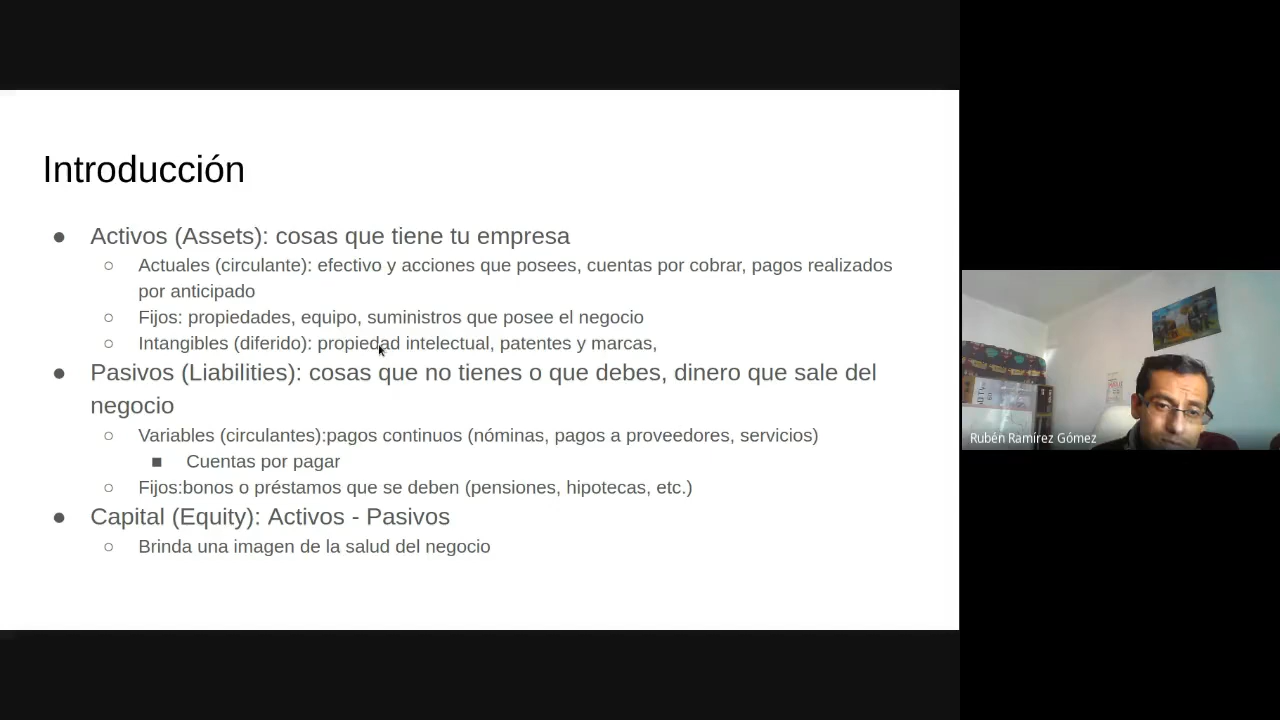 Introducción
● Activos (Assets): cosas que tiene tu empresa
○ Actuales (circulante): efectivo y acciones que posees, cuentas por cobrar, pagos realizados
por anticipado
○ Fijos: propiedades, equipo, suministros que posee el negocio
○ Intangibles (diferido): propiedad intelectual, patentes y marcas,
● Pasivos (Liabilities): cosas que no tienes o que debes, dinero que sale del
negocio
○ Variables (circulantes):pagos continuos (nóminas, pagos a proveedores, servicios)
■ Cuentas por pagar
○ Fijos:bonos o préstamos que se deben (pensiones, hipotecas, etc.)
● Capital (Equity): Activos - Pasivos
○ Brinda una imagen de la salud del negocio
Rubén Ramírez Gómez